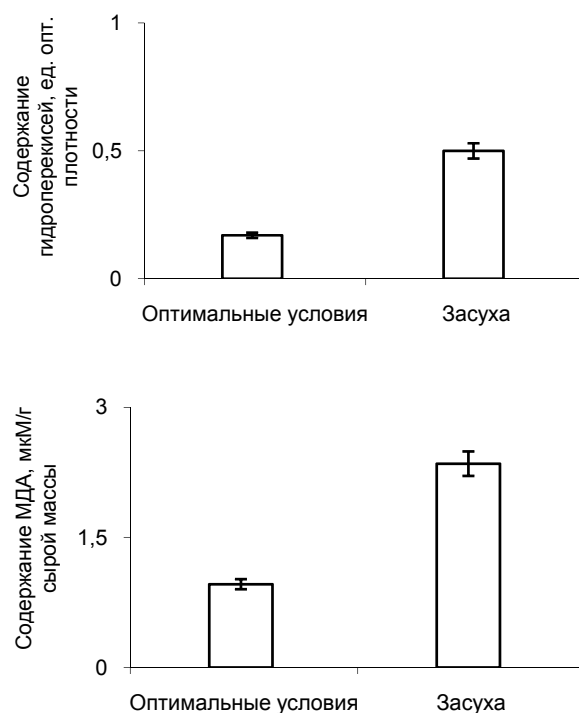 Содержание
гидроперекисей, ед. опт.
плотности
1
0,5
0
Оптимальные условия
Засуха
Содержание МДА, мкМ/г
сырой массы
3
1,5
0
Оптимальные условия
Засуха